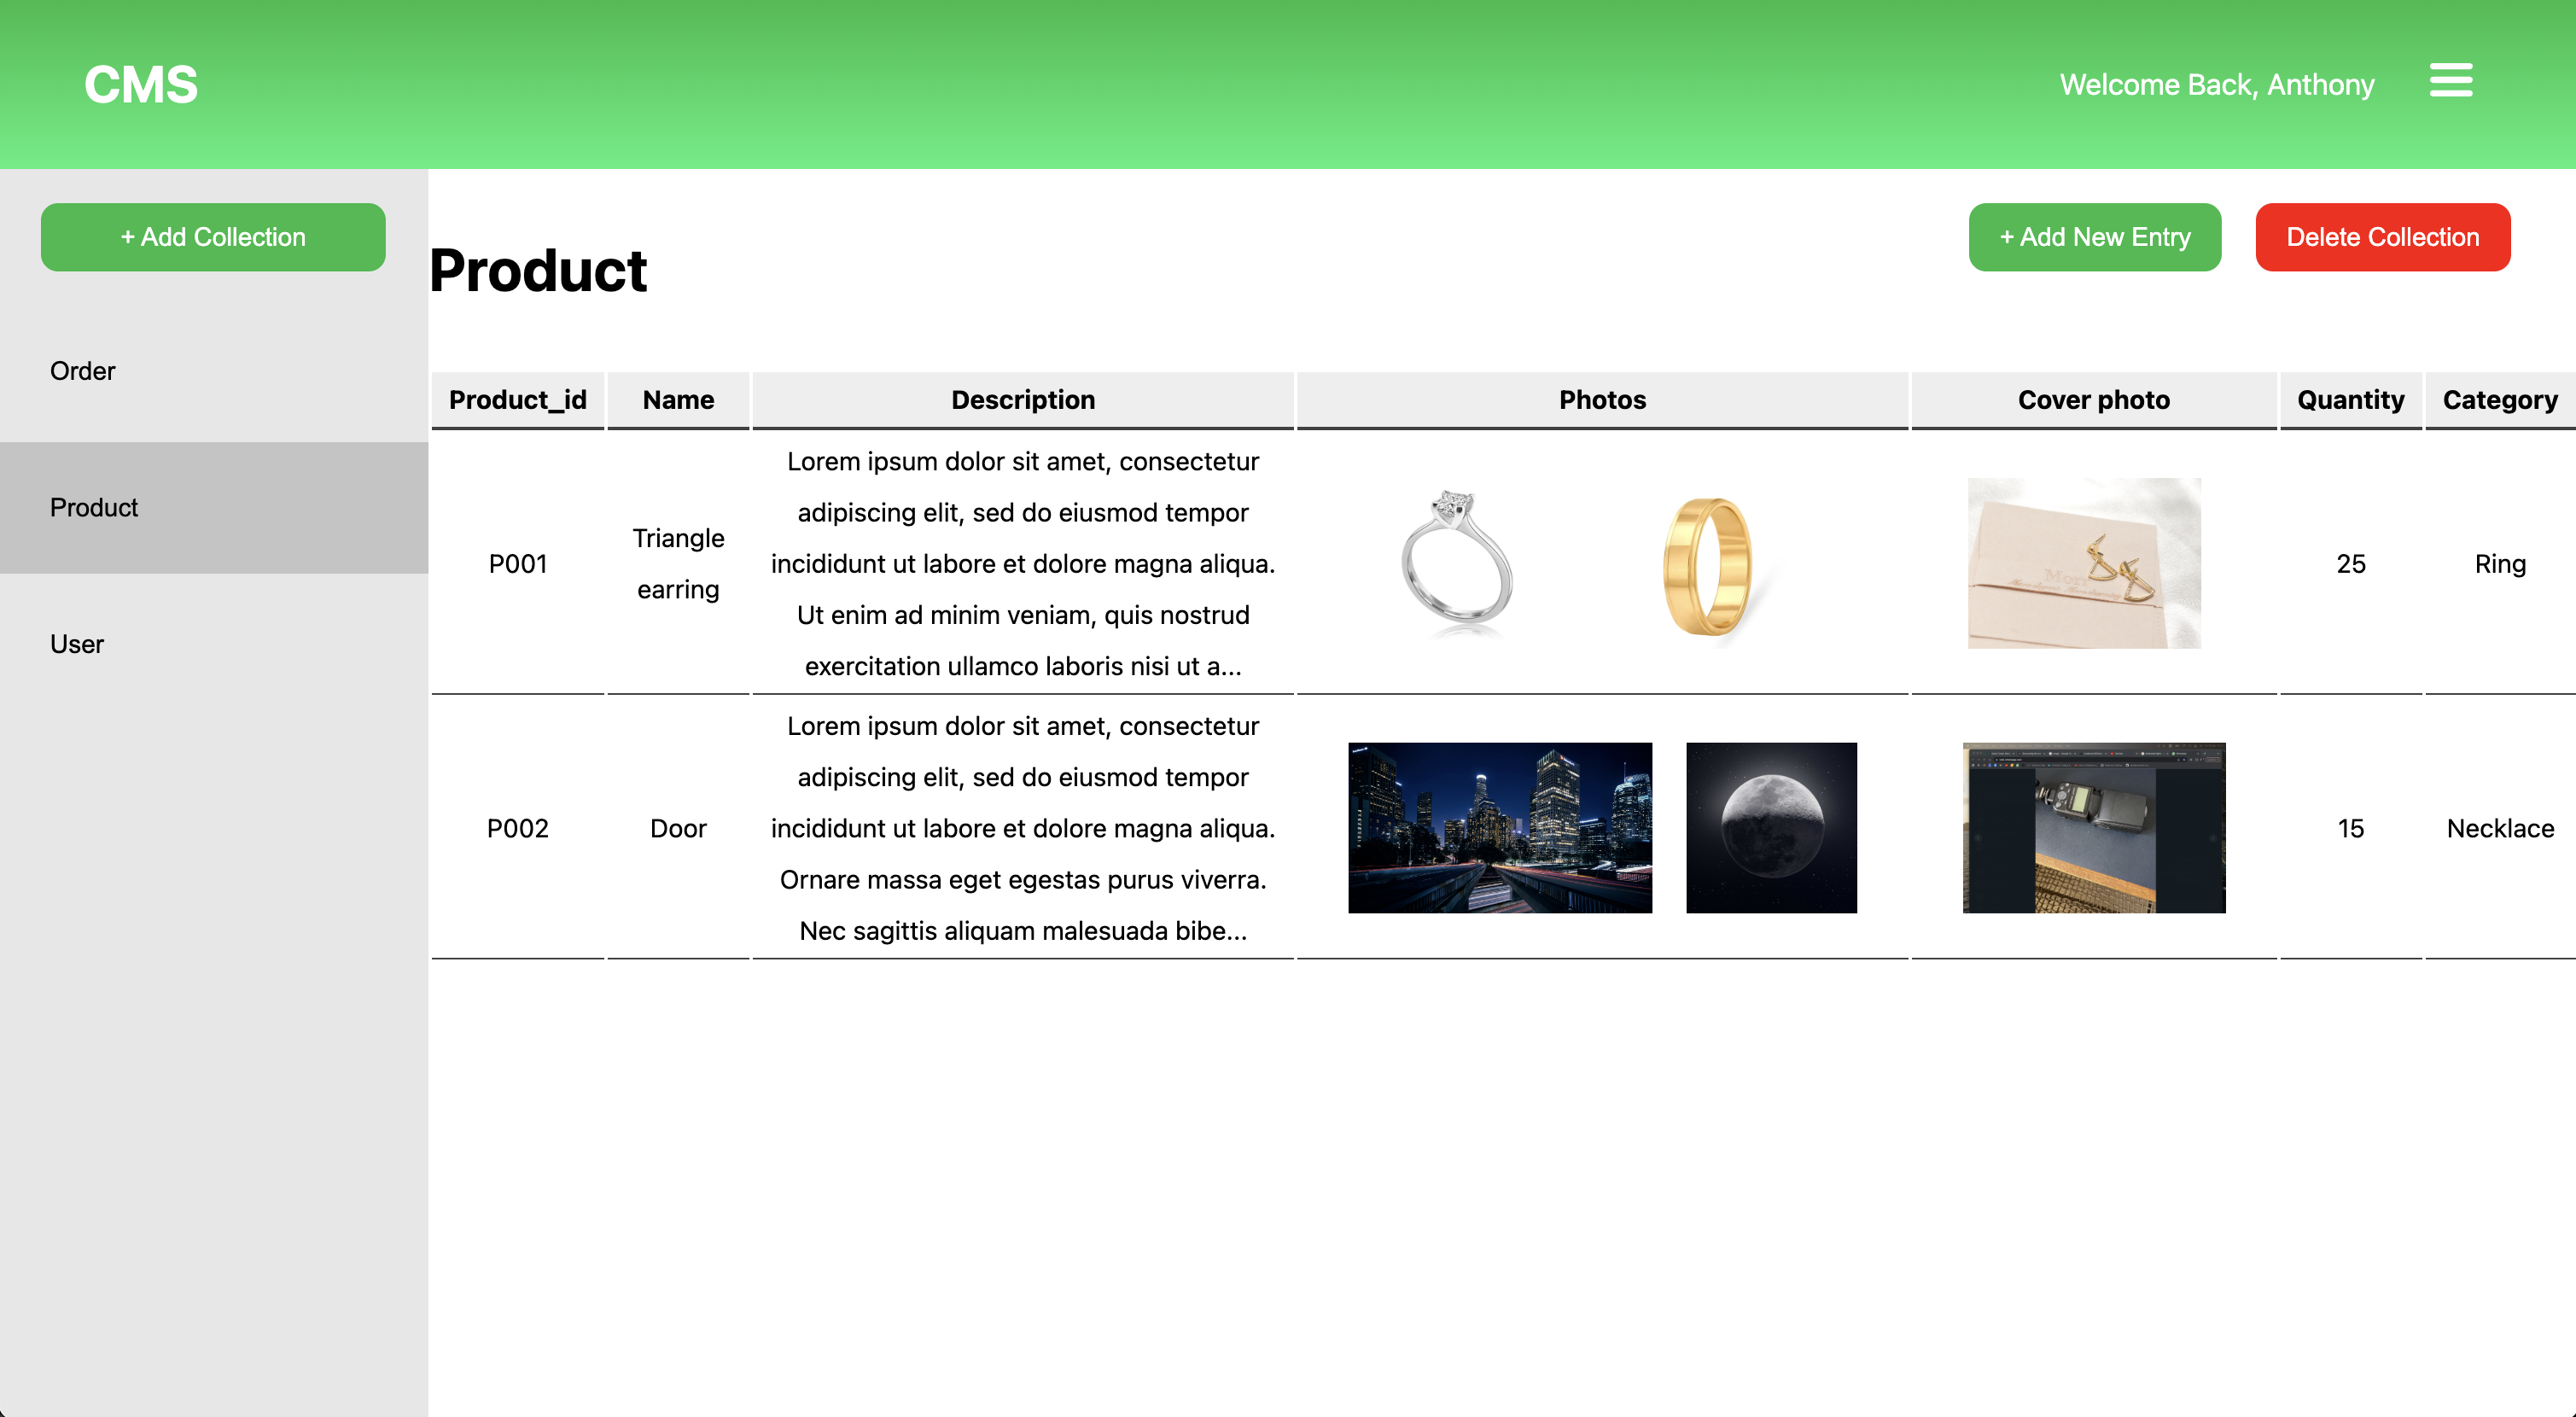 CMS
Welcome Back, Anthony
+ Add Collection
Order
Product
User
Product
+ Add New Entry
Delete Collection
Product_id Name Description Photos Cover photo Quantity Category
P001
Triangle
earring
Lorem ipsum dolor sit amet, consectetur
adipiscing elit, sed do eiusmod tempor
incididunt ut labore et dolore magna aliqua.
Ut enim ad minim veniam, quis nostrud
exercitation ullamco laboris nisi ut a...
25
Ring
P002
Door
Lorem ipsum dolor sit amet, consectetur
adipiscing elit, sed do eiusmod tempor
incididunt ut labore et dolore magna aliqua.
Ornare massa eget egestas purus viverra.
Nec sagittis aliquam malesuada bibe...
15
Necklace